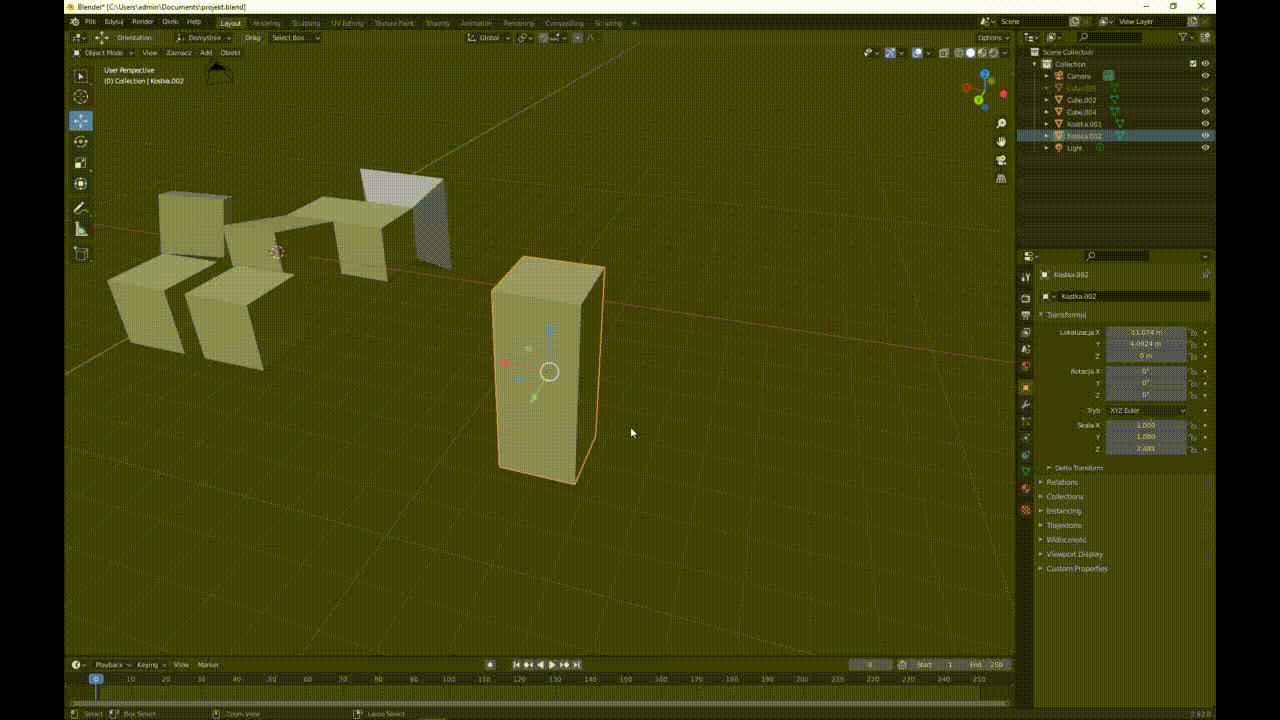 Blender* [C:\Users\admin\Documents\projekt.blend]
Plik Edytuj Render Okno Help Layout Modeling Sculpting UV Editing Texture Paint Shading Animation Rendering Compositing Scripting + Scene View Layer
Orientation: Domyślne Drag: Select Box Global Options
Object Mode View Zaznacz Add Obiekt
User Perspective
(0) Collection | Kostka.002
Scene Collection
Collection
Camera
Cube.002
Cube.004
Kostka.001
Kostka.002
Light
Kostka.002
Kostka.002
Transformuj
Lokalizacja X -11.074 m
Y 4.0824 m
Z 0 m
Rotacja X 0°
Y 0°
Z 0°
Tryb XYZ Euler
Skala X 1.000
Y 1.000
Z 2.481
Delta Transform
Relations
Collections
Instancing
Trajektorie
Widoczność
Viewport Display
Custom Properties
Playback Keying View Marker 0 Start 1 End 250
0 10 20 30 40 50 60 70 80 90 100 110 120 130 140 150 160 170 180 190 200 210 220 230 240 250
Select Box Select Zoom View Lasso Select 2.92.0